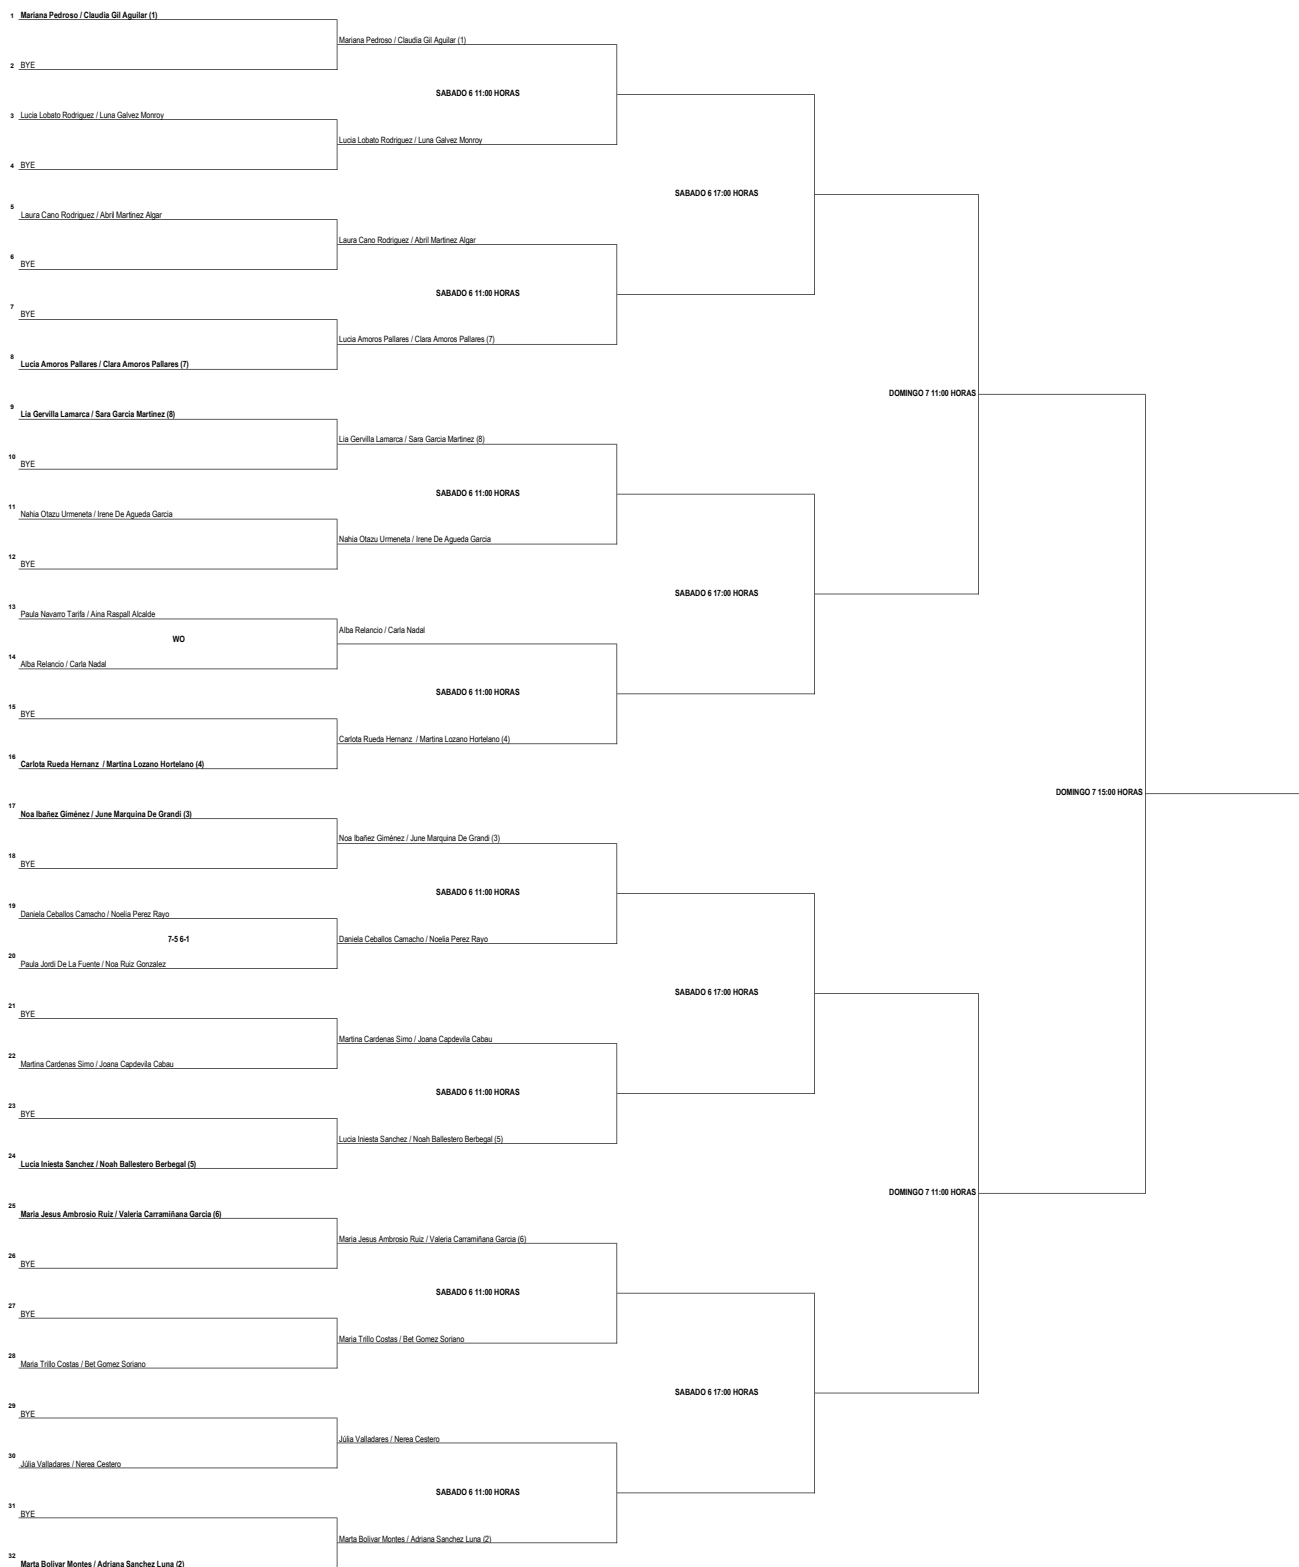 1 Mariana Pedroso / Claudia Gil Aguilar (1)
Mariana Pedroso / Claudia Gil Aguilar (1)
2 BYE
SABADO 6 11:00 HORAS
3 Lucia Lobato Rodriguez / Luna Galvez Monroy
Lucia Lobato Rodriguez / Luna Galvez Monroy
4 BYE
SABADO 6 17:00 HORAS
5 Laura Cano Rodriguez / Abril Martinez Algar
Laura Cano Rodriguez / Abril Martinez Algar
6 BYE
SABADO 6 11:00 HORAS
7 BYE
Lucia Amoros Pallares / Clara Amoros Pallares (7)
8 Lucia Amoros Pallares / Clara Amoros Pallares (7)
DOMINGO 7 11:00 HORAS
9 Lia Gervilla Lamarca / Sara Garcia Martinez (8)
Lia Gervilla Lamarca / Sara Garcia Martinez (8)
10 BYE
SABADO 6 11:00 HORAS
11 Nahia Otazu Urmeneta / Irene De Agueda Garcia
Nahia Otazu Urmeneta / Irene De Agueda Garcia
12 BYE
SABADO 6 17:00 HORAS
13 Paula Navarro Tarifa / Aina Raspall Alcalde
Alba Relancio / Carla Nadal
WO
14 Alba Relancio / Carla Nadal
SABADO 6 11:00 HORAS
15 BYE
Carlota Rueda Hernanz / Martina Lozano Hortelano (4)
16 Carlota Rueda Hernanz / Martina Lozano Hortelano (4)
DOMINGO 7 15:00 HORAS
17 Noa Ibañez Giménez / June Marquina De Grandi (3)
Noa Ibañez Giménez / June Marquina De Grandi (3)
18 BYE
SABADO 6 11:00 HORAS
19 Daniela Ceballos Camacho / Noelia Perez Rayo
7-5 6-1
Daniela Ceballos Camacho / Noelia Perez Rayo
20 Paula Jordi De La Fuente / Noa Ruiz Gonzalez
SABADO 6 17:00 HORAS
21 BYE
Martina Cardenas Simo / Joana Capdevila Cabau
22 Martina Cardenas Simo / Joana Capdevila Cabau
SABADO 6 11:00 HORAS
23 BYE
Lucia Iniesta Sanchez / Noah Ballestero Berbegal (5)
24 Lucia Iniesta Sanchez / Noah Ballestero Berbegal (5)
DOMINGO 7 11:00 HORAS
25 Maria Jesus Ambrosio Ruiz / Valeria Carramiñana Garcia (6)
Maria Jesus Ambrosio Ruiz / Valeria Carramiñana Garcia (6)
26 BYE
SABADO 6 11:00 HORAS
27 BYE
Maria Trillo Costas / Bet Gomez Soriano
28 Maria Trillo Costas / Bet Gomez Soriano
SABADO 6 17:00 HORAS
29 BYE
Júlia Valladares / Nerea Cestero
30 Júlia Valladares / Nerea Cestero
SABADO 6 11:00 HORAS
31 BYE
Marta Bolivar Montes / Adriana Sanchez Luna (2)
32 Marta Bolivar Montes / Adriana Sanchez Luna (2)